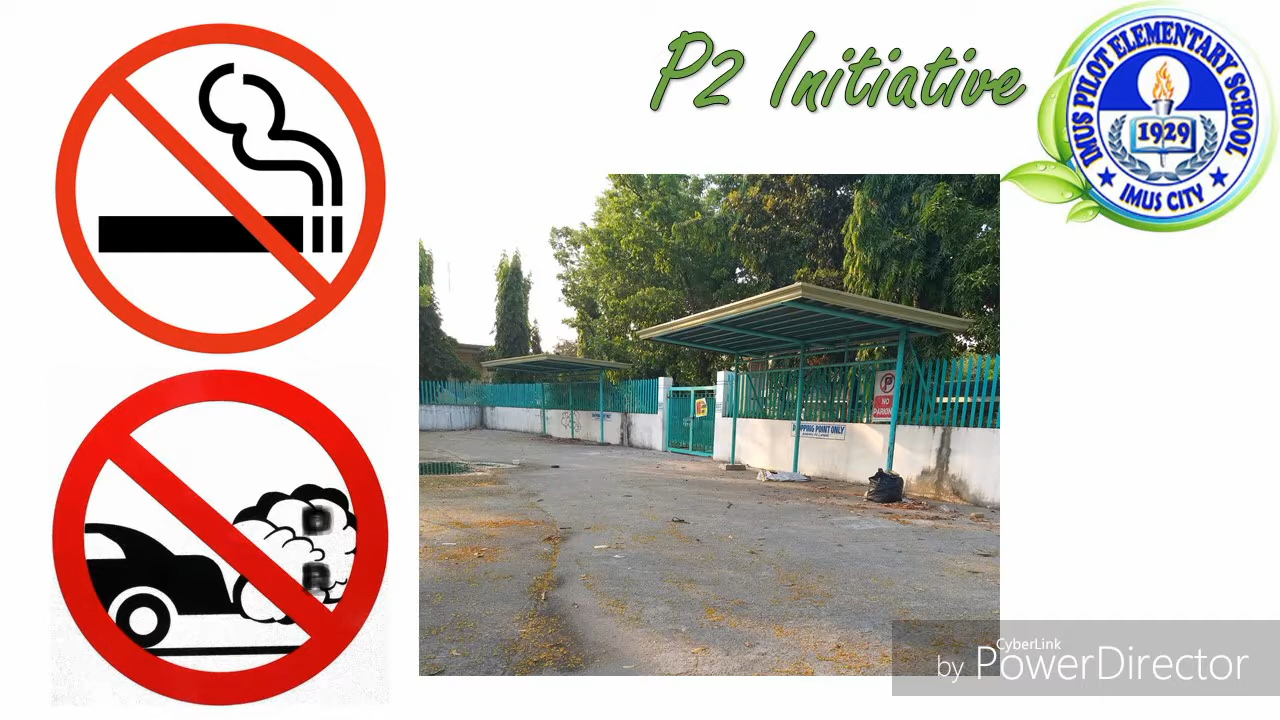 P2 Initiative
IMUS PILOT ELEMENTARY SCHOOL
1929
IMUS CITY
P
NO
PARKING
DROPPING POINT ONLY
CyberLink
by PowerDirector